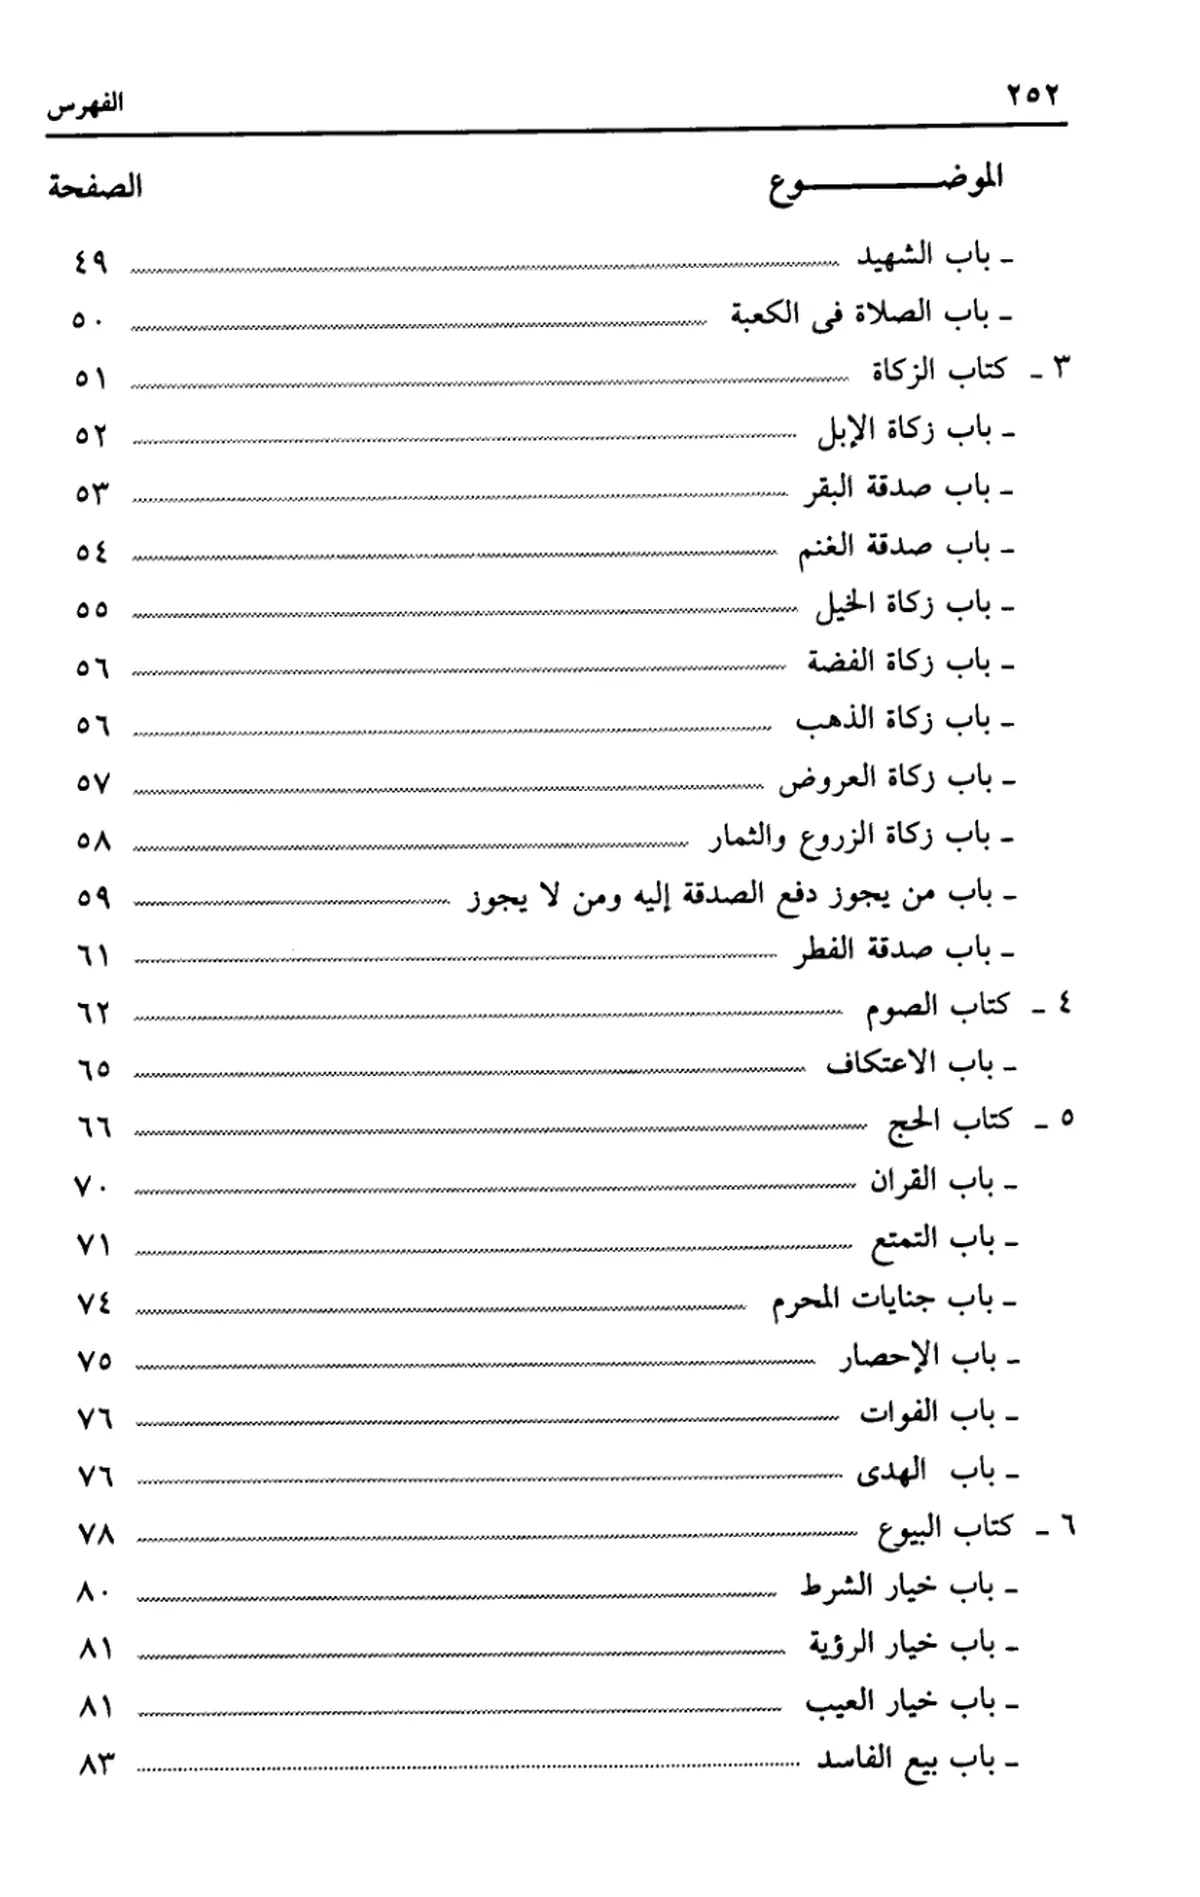 ٢٥٢ الفهرس
الموضـــــــــوع الصفحة
ـ باب الشهيد ٤٩
ـ باب الصلاة فى الكعبة ٥٠
٣ ـ كتاب الزكاة ٥١
ـ باب زكاة الإبل ٥٢
ـ باب صدقة البقر ٥٣
ـ باب صدقة الغنم ٥٤
ـ باب زكاة الخيل ٥٥
ـ باب زكاة الفضة ٥٦
ـ باب زكاة الذهب ٥٦
ـ باب زكاة العروض ٥٧
ـ باب زكاة الزروع والثمار ٥٨
ـ باب من يجوز دفع الصدقة إليه ومن لا يجوز ٥٩
ـ باب صدقة الفطر ٦١
٤ ـ كتاب الصوم ٦٢
ـ باب الاعتكاف ٦٥
٥ ـ كتاب الحج ٦٦
ـ باب القران ٧٠
ـ باب التمتع ٧١
ـ باب جنايات المحرم ٧٤
ـ باب الإحصار ٧٥
ـ باب الفوات ٧٦
ـ باب الهدى ٧٦
٦ ـ كتاب البيوع ٧٨
ـ باب خيار الشرط ٨٠
ـ باب خيار الرؤية ٨١
ـ باب خيار العيب ٨١
ـ باب بيع الفاسد ٨٣